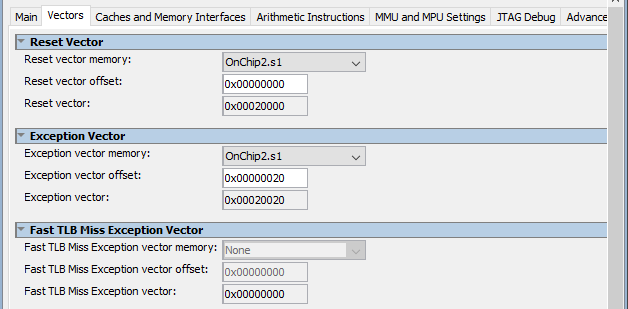 Main Vectors Caches and Memory Interfaces Arithmetic Instructions MMU and MPU Settings JTAG Debug Advance
Reset Vector
Reset vector memory: OnChip2.s1
Reset vector offset: 0x00000000
Reset vector: 0x00020000
Exception Vector
Exception vector memory: OnChip2.s1
Exception vector offset: 0x00000020
Exception vector: 0x00020020
Fast TLB Miss Exception Vector
Fast TLB Miss Exception vector memory: None
Fast TLB Miss Exception vector offset: 0x00000000
Fast TLB Miss Exception vector: 0x00000000